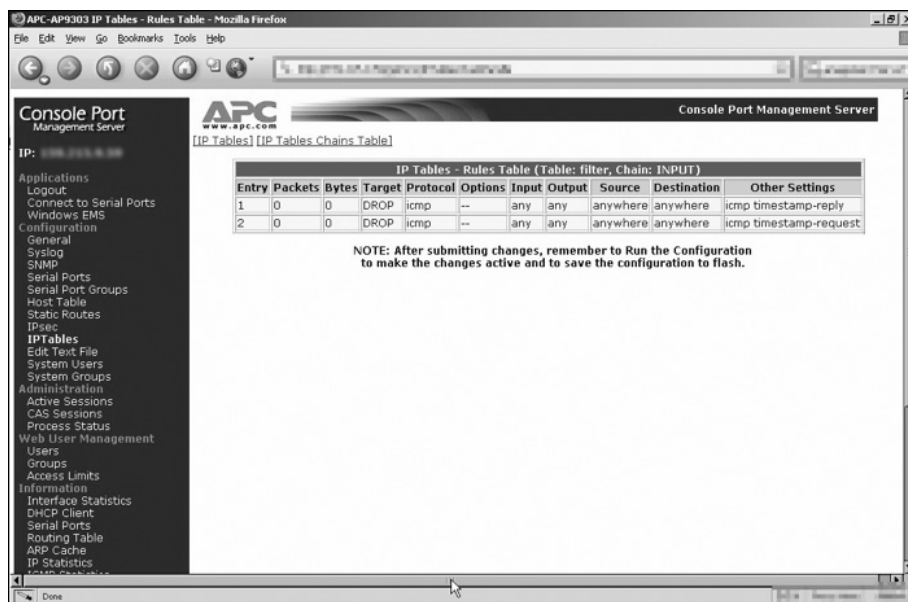 APC-AP9303 IP Tables - Rules Table - Mozilla Firefox
File Edit View Go Bookmarks Tools Help
Console Port
Management Server
IP:
Applications
Logout
Connect to Serial Ports
Windows EMS
Configuration
General
Syslog
SNMP
Serial Ports
Serial Port Groups
Host Table
Static Routes
IPsec
IPTables
Edit Text File
System Users
System Groups
Administration
Active Sessions
CAS Sessions
Process Status
Web User Management
Users
Groups
Access Limits
Information
Interface Statistics
DHCP Client
Serial Ports
Routing Table
ARP Cache
IP Statistics
APC
www.apc.com
Console Port Management Server
[IP Tables] [IP Tables Chains Table]
IP Tables - Rules Table (Table: filter, Chain: INPUT)
Entry Packets Bytes Target Protocol Options Input Output Source Destination Other Settings
1 0 0 DROP icmp -- any any anywhere anywhere icmp timestamp-reply
2 0 0 DROP icmp -- any any anywhere anywhere icmp timestamp-request
NOTE: After submitting changes, remember to Run the Configuration
to make the changes active and to save the configuration to flash.
Done